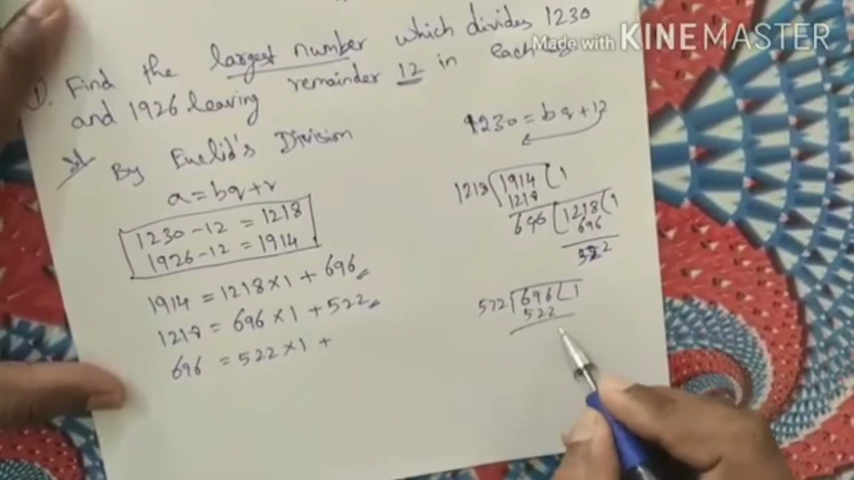 Made with KINEMASTER
1. Find the largest number which divides 1230
and 1926 leaving remainder 12 in each
By Euclid's Division
a = bq + r
1230 - 12 = 1218
1926 - 12 = 1914
1914 = 1218 × 1 + 696
1218 = 696 × 1 + 522
696 = 522 × 1 +
1230 = bq + 12
1218 1914 1
1218
696 1218 1
696
522
522 696 1
522